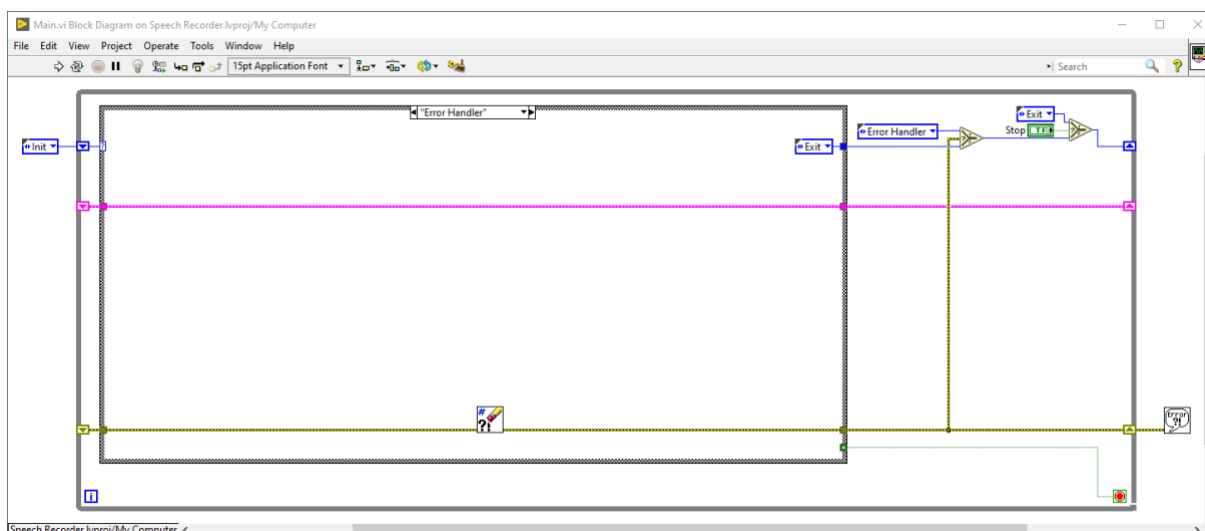 Main.vi Block Diagram on Speech Recorder.lvproj/My Computer
File Edit View Project Operate Tools Window Help
15pt Application Font
Search
"Error Handler"
Init
Exit
Error Handler
Exit
Stop TF
Error
?!
#
?!
i
Speech Recorder.lvproj/My Computer